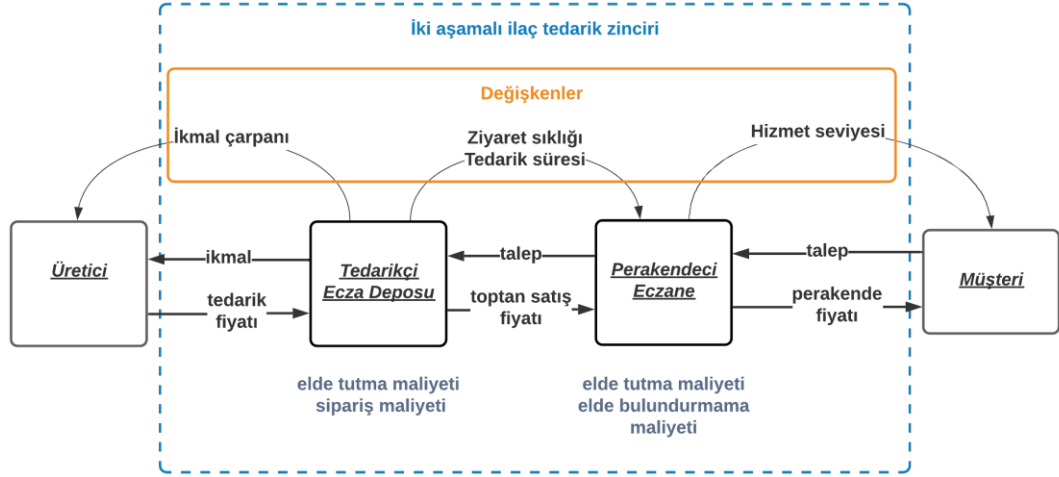 İki aşamalı ilaç tedarik zinciri
Değişkenler
İkmal çarpanı
Ziyaret sıklığı
Tedarik süresi
Hizmet seviyesi
Üretici
ikmal
tedarik
fiyatı
Tedarikçi
Ecza Deposu
talep
toptan satış
fiyatı
Perakendeci
Eczane
talep
perakende
fiyatı
Müşteri
elde tutma maliyeti
sipariş maliyeti
elde tutma maliyeti
elde bulundurmama
maliyeti